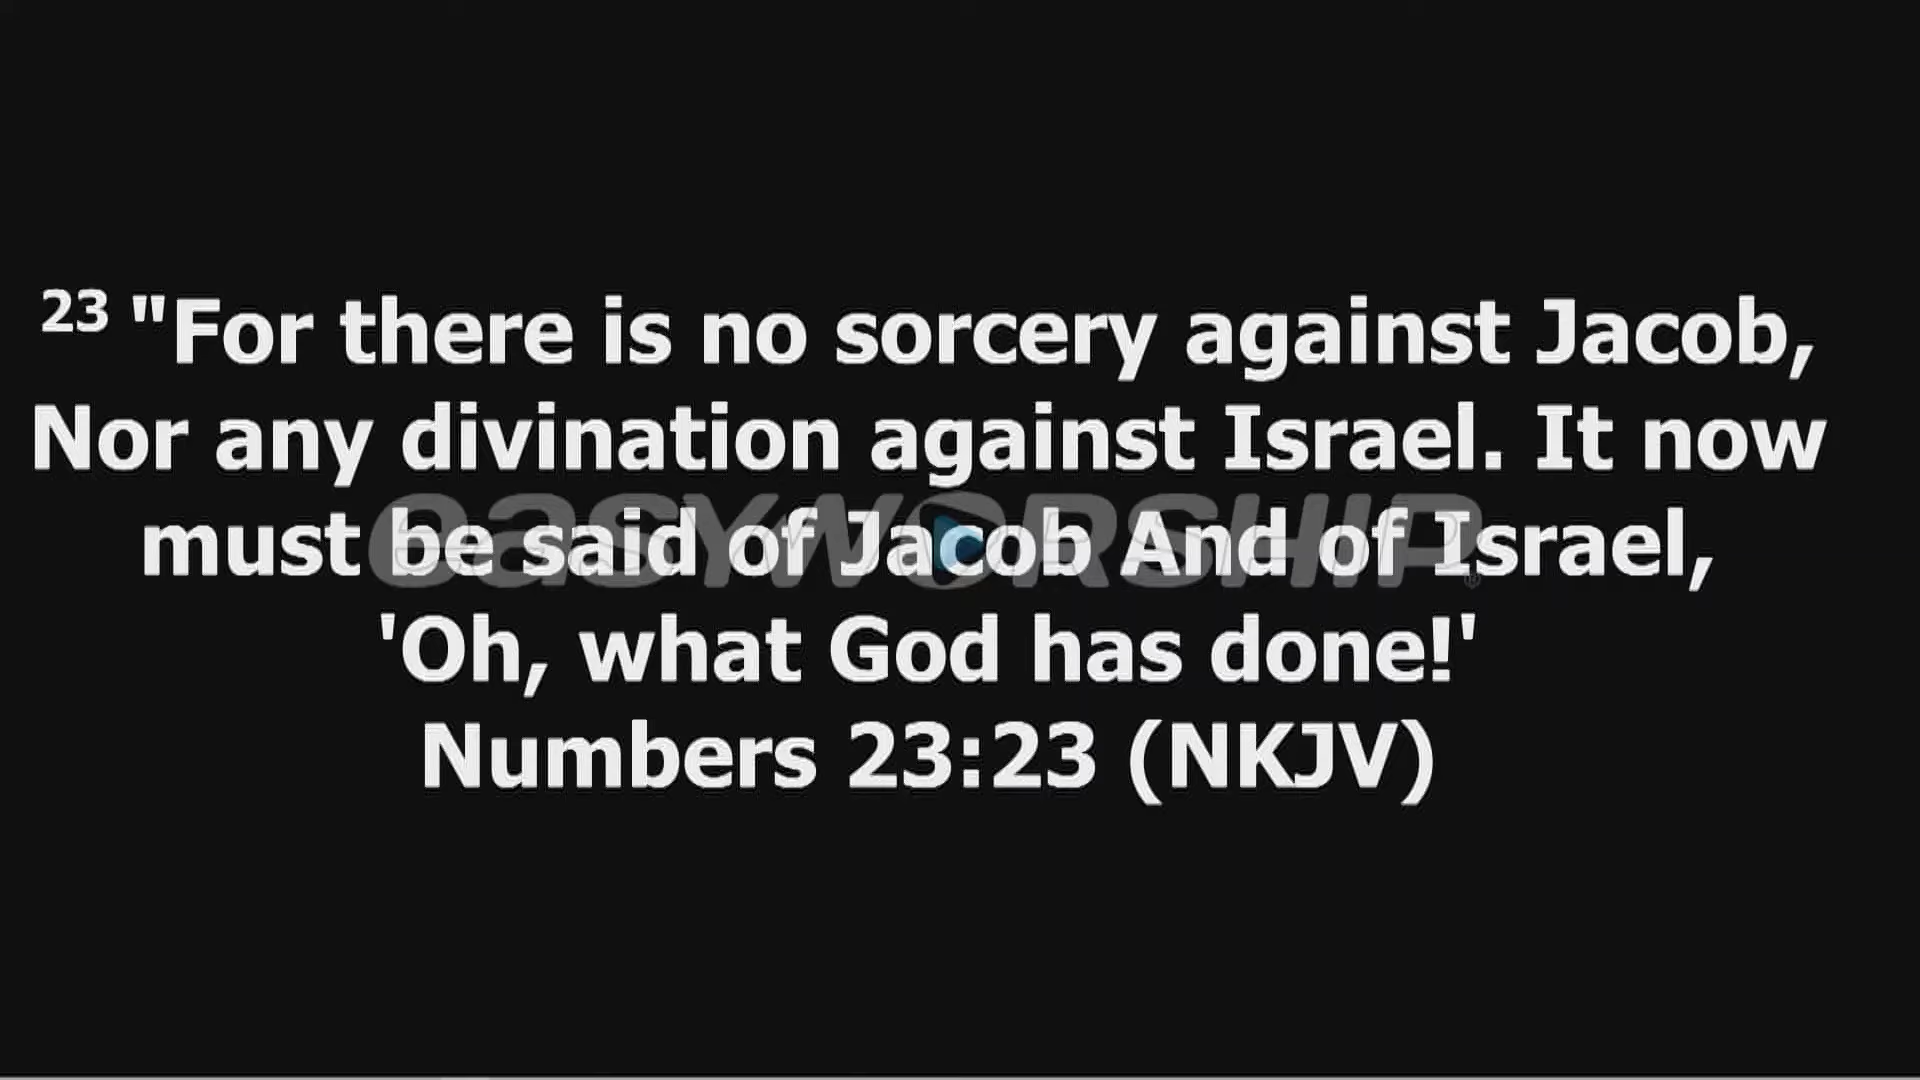 23 "For there is no sorcery against Jacob,
Nor any divination against Israel. It now
must be said of Jacob And of Israel,
easyWORSHIP
'Oh, what God has done!'
Numbers 23:23 (NKJV)